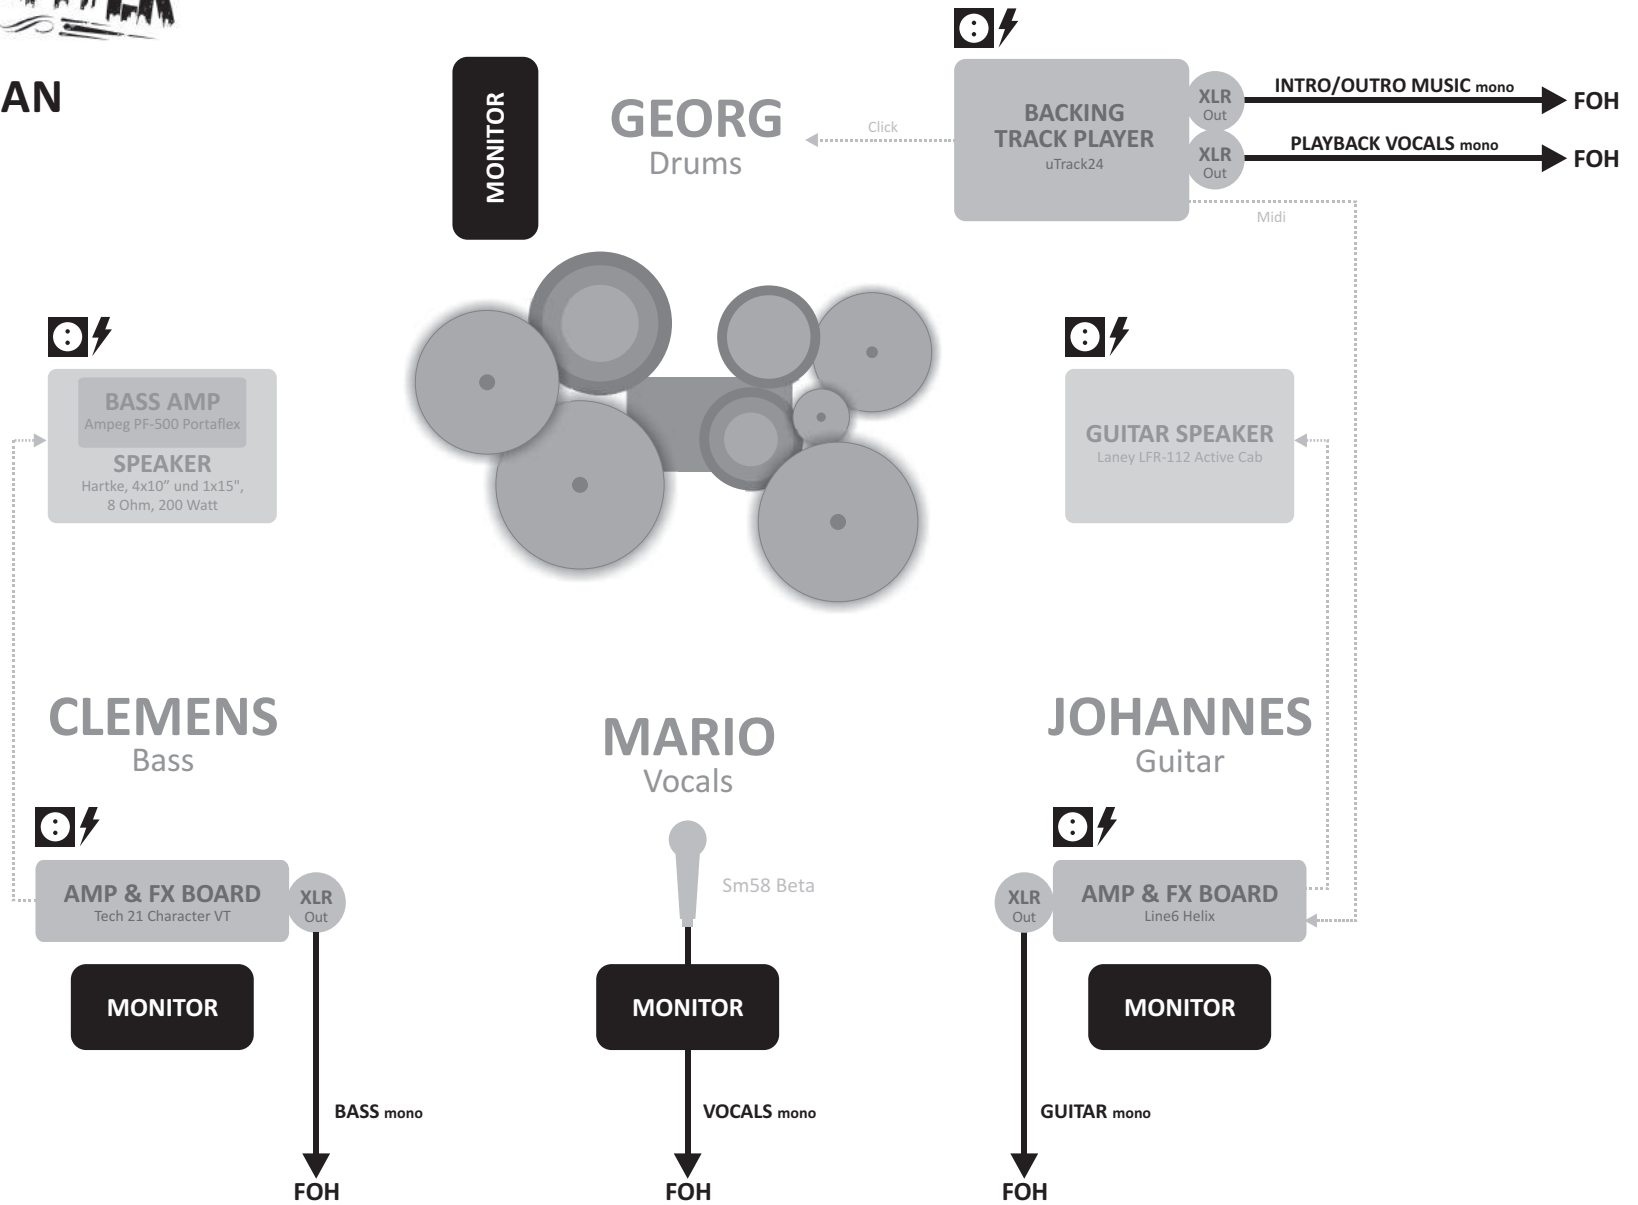 AN
MONITOR
GEORG
Drums
Click
BACKING
TRACK PLAYER
uTrack24
XLR
Out
INTRO/OUTRO MUSIC mono
FOH
XLR
Out
PLAYBACK VOCALS mono
FOH
Midi
BASS AMP
Ampeg PF-500 Portaflex
SPEAKER
Hartke, 4x10” und 1x15",
8 Ohm, 200 Watt
GUITAR SPEAKER
Laney LFR-112 Active Cab
CLEMENS
Bass
MARIO
Vocals
JOHANNES
Guitar
AMP & FX BOARD
Tech 21 Character VT
XLR
Out
Sm58 Beta
XLR
Out
AMP & FX BOARD
Line6 Helix
MONITOR
MONITOR
MONITOR
BASS mono
VOCALS mono
GUITAR mono
FOH
FOH
FOH